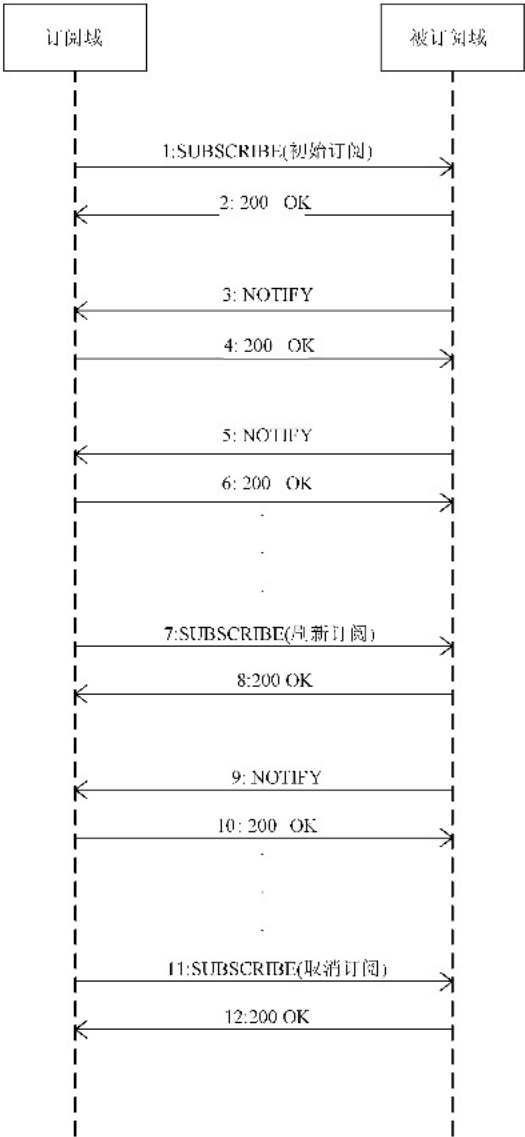 订阅域
被订阅域
1:SUBSCRIBE(初始订阅)
2: 200 OK
3: NOTIFY
4: 200 OK
5: NOTIFY
6: 200 OK
7:SUBSCRIBE(刷新订阅)
8:200 OK
9: NOTIFY
10: 200 OK
11:SUBSCRIBE(取消订阅)
12:200 OK